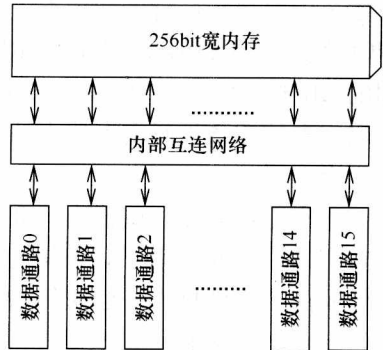 256bit宽内存
............
内部互连网络
数据通路0
数据通路1
数据通路2
.........
数据通路14
数据通路15